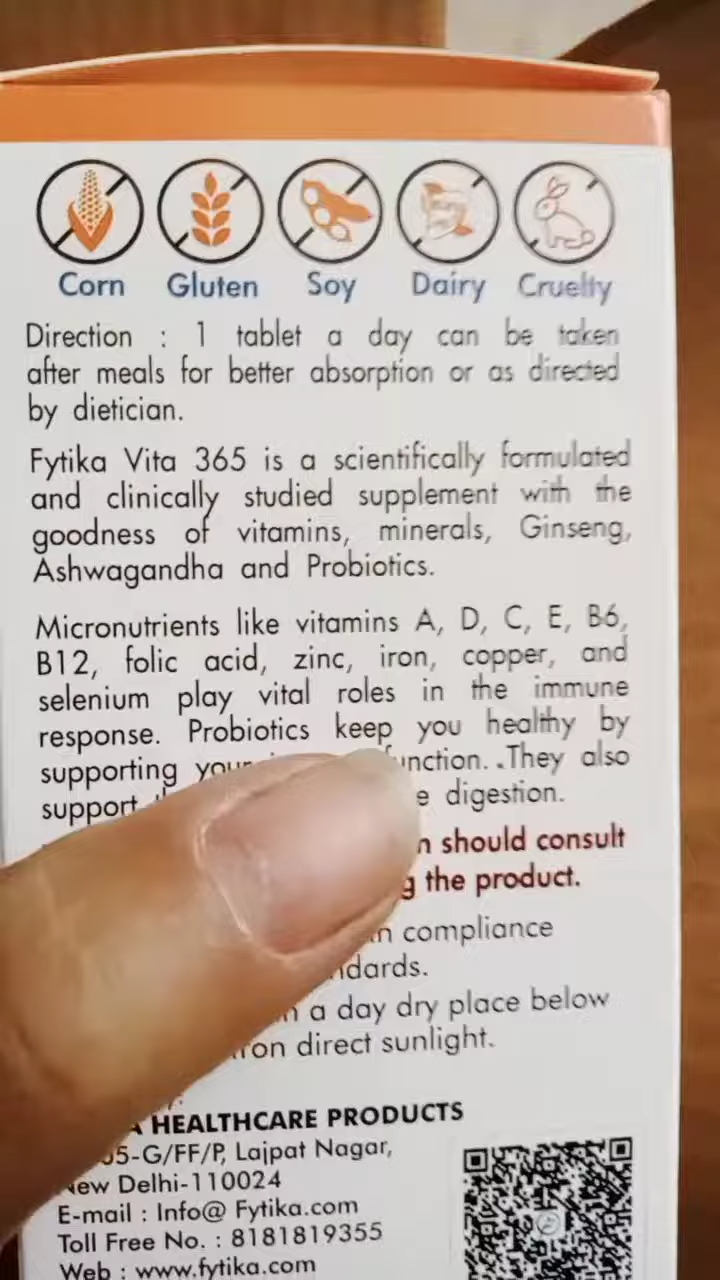 Corn Gluten Soy Dairy Cruelty
Direction : 1 tablet a day can be taken
after meals for better absorption or as directed
by dietician.
Fytika Vita 365 is a scientifically formulated
and clinically studied supplement with the
goodness of vitamins, minerals, Ginseng,
Ashwagandha and Probiotics.
Micronutrients like vitamins A, D, C, E, B6,
B12, folic acid, zinc, iron, copper, and
selenium play vital roles in the immune
response. Probiotics keep you healthy by
supporting your unction. .They also
support e digestion.
n should consult
g the product.
n compliance
ndards.
n a day dry place below
ron direct sunlight.
A HEALTHCARE PRODUCTS
05-G/FF/P, Lajpat Nagar,
New Delhi-110024
E-mail : Info@ Fytika.com
Toll Free No. : 8181819355
Web : www.fytika.com